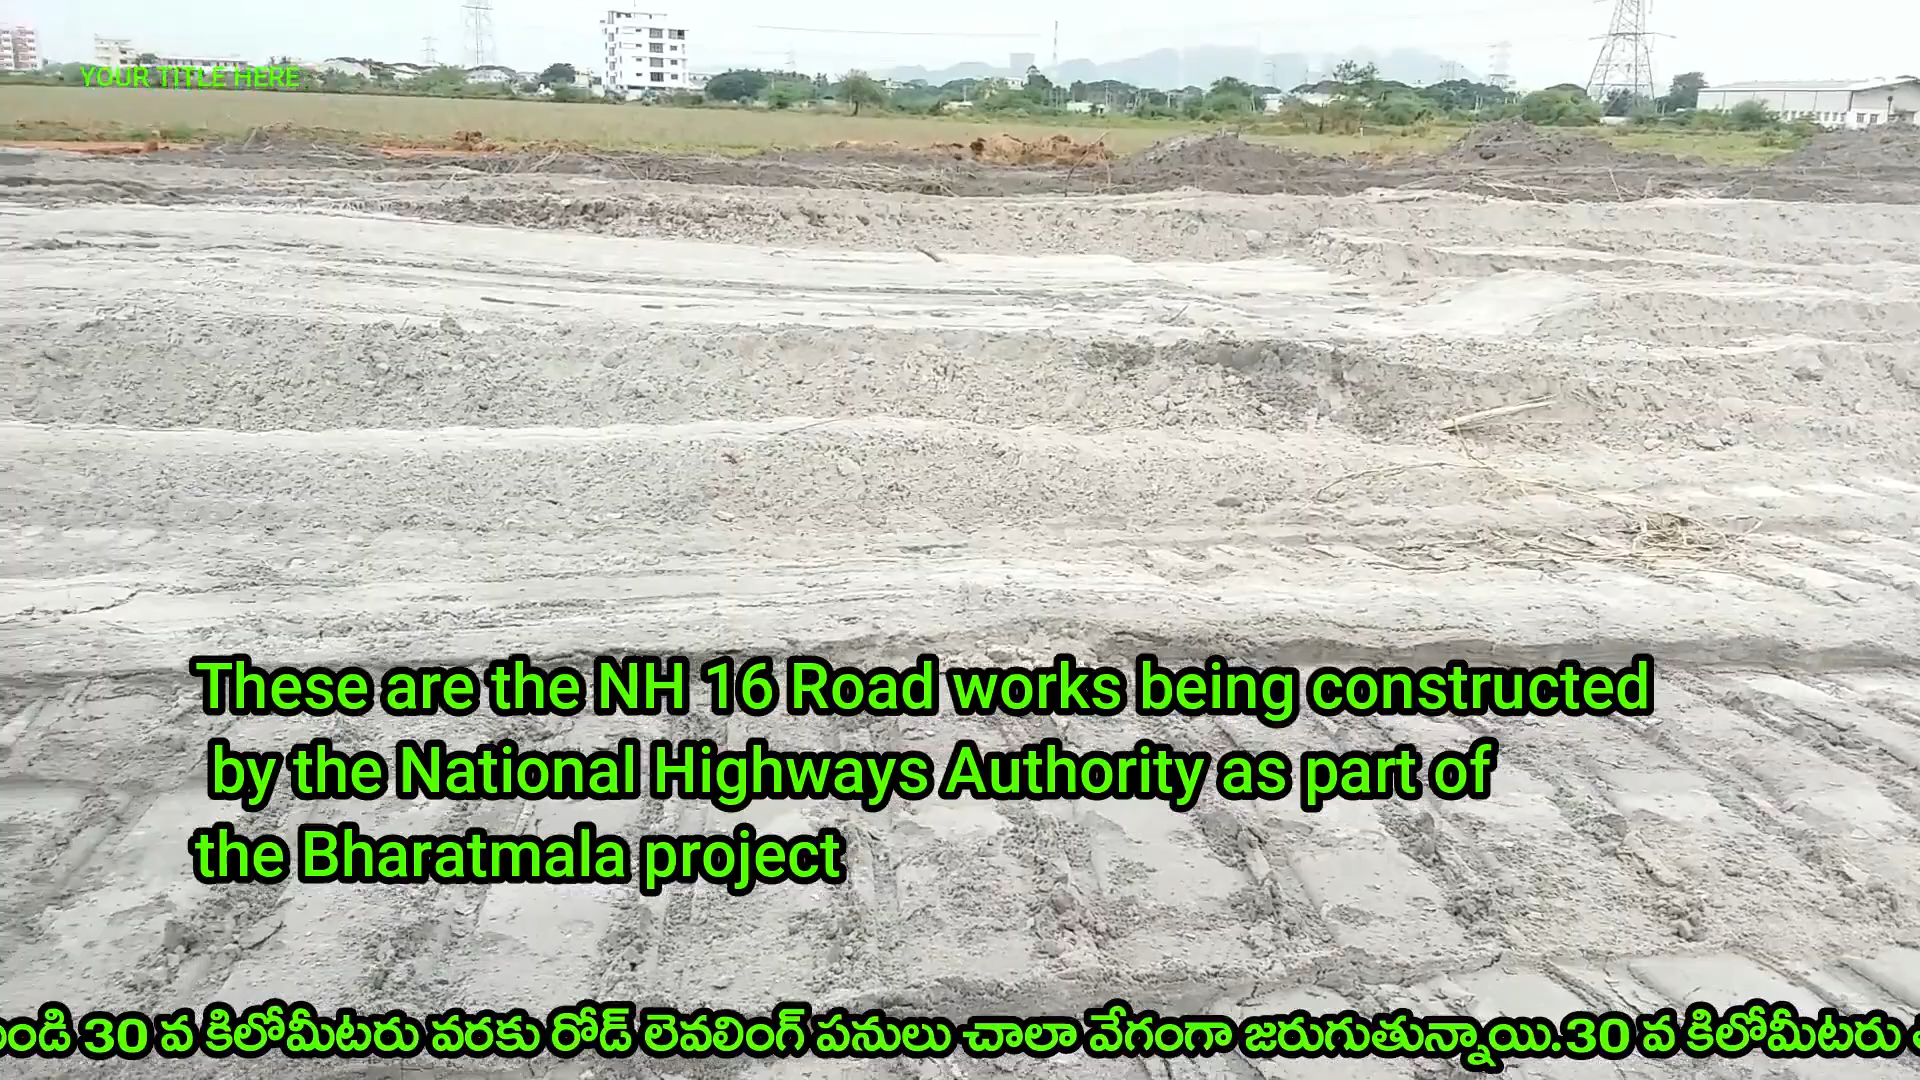 YOUR TITLE HERE
These are the NH 16 Road works being constructed
by the National Highways Authority as part of
the Bharatmala project
30 వ కిలోమీటరు వరకు రోడ్ లెవలింగ్ పనులు చాలా వేగంగా జరుగుతున్నాయి.30 వ కిలోమీటరు